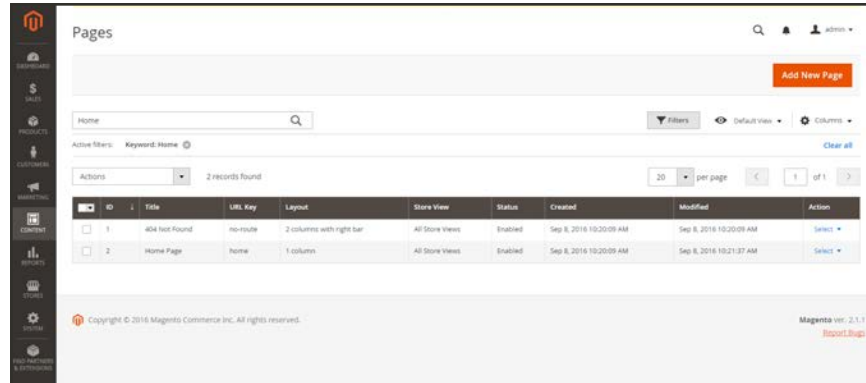 Pages
admin
DASHBOARD
SALES
PRODUCTS
CUSTOMERS
MARKETING
CONTENT
REPORTS
STORES
SYSTEM
FIND PARTNERS
& EXTENSIONS
Add New Page
Home
Filters Default View Columns
Active filters: Keyword: Home Clear all
Actions 2 records found 20 per page 1 of 1
ID Title URL Key Layout Store View Status Created Modified Action
1 404 Not Found no-route 2 columns with right bar All Store Views Enabled Sep 8, 2016 10:20:09 AM Sep 8, 2016 10:20:09 AM Select
2 Home Page home 1 column All Store Views Enabled Sep 8, 2016 10:20:09 AM Sep 8, 2016 10:21:37 AM Select
Copyright © 2016 Magento Commerce Inc. All rights reserved. Magento ver. 2.1.1
Report Bugs